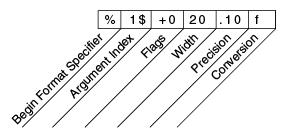 % 1$ +0 20 .10 f
Begin Format Specifier
Argument Index
Flags
Width
Precision
Conversion